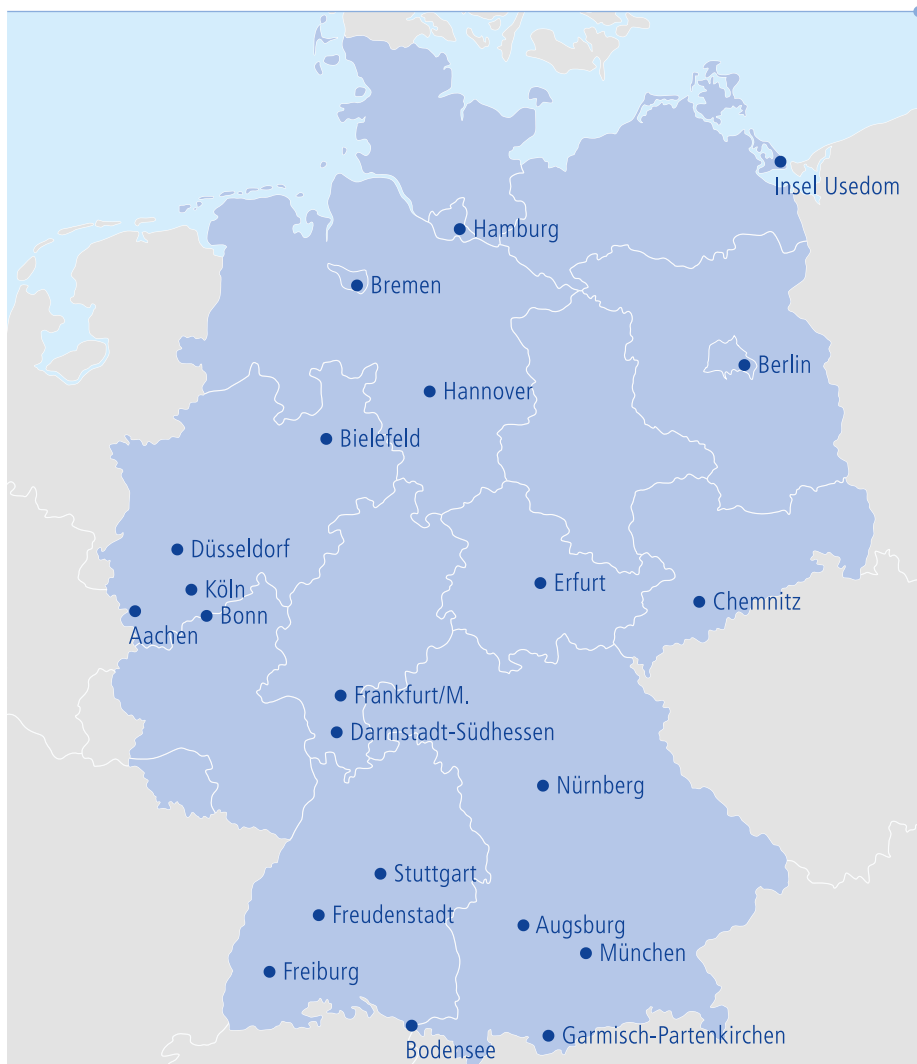 Insel Usedom
Hamburg
Bremen
Berlin
Hannover
Bielefeld
Düsseldorf
Köln
Erfurt
Chemnitz
Bonn
Aachen
Frankfurt/M.
Darmstadt-Südhessen
Nürnberg
Stuttgart
Freudenstadt
Augsburg
München
Freiburg
Garmisch-Partenkirchen
Bodensee